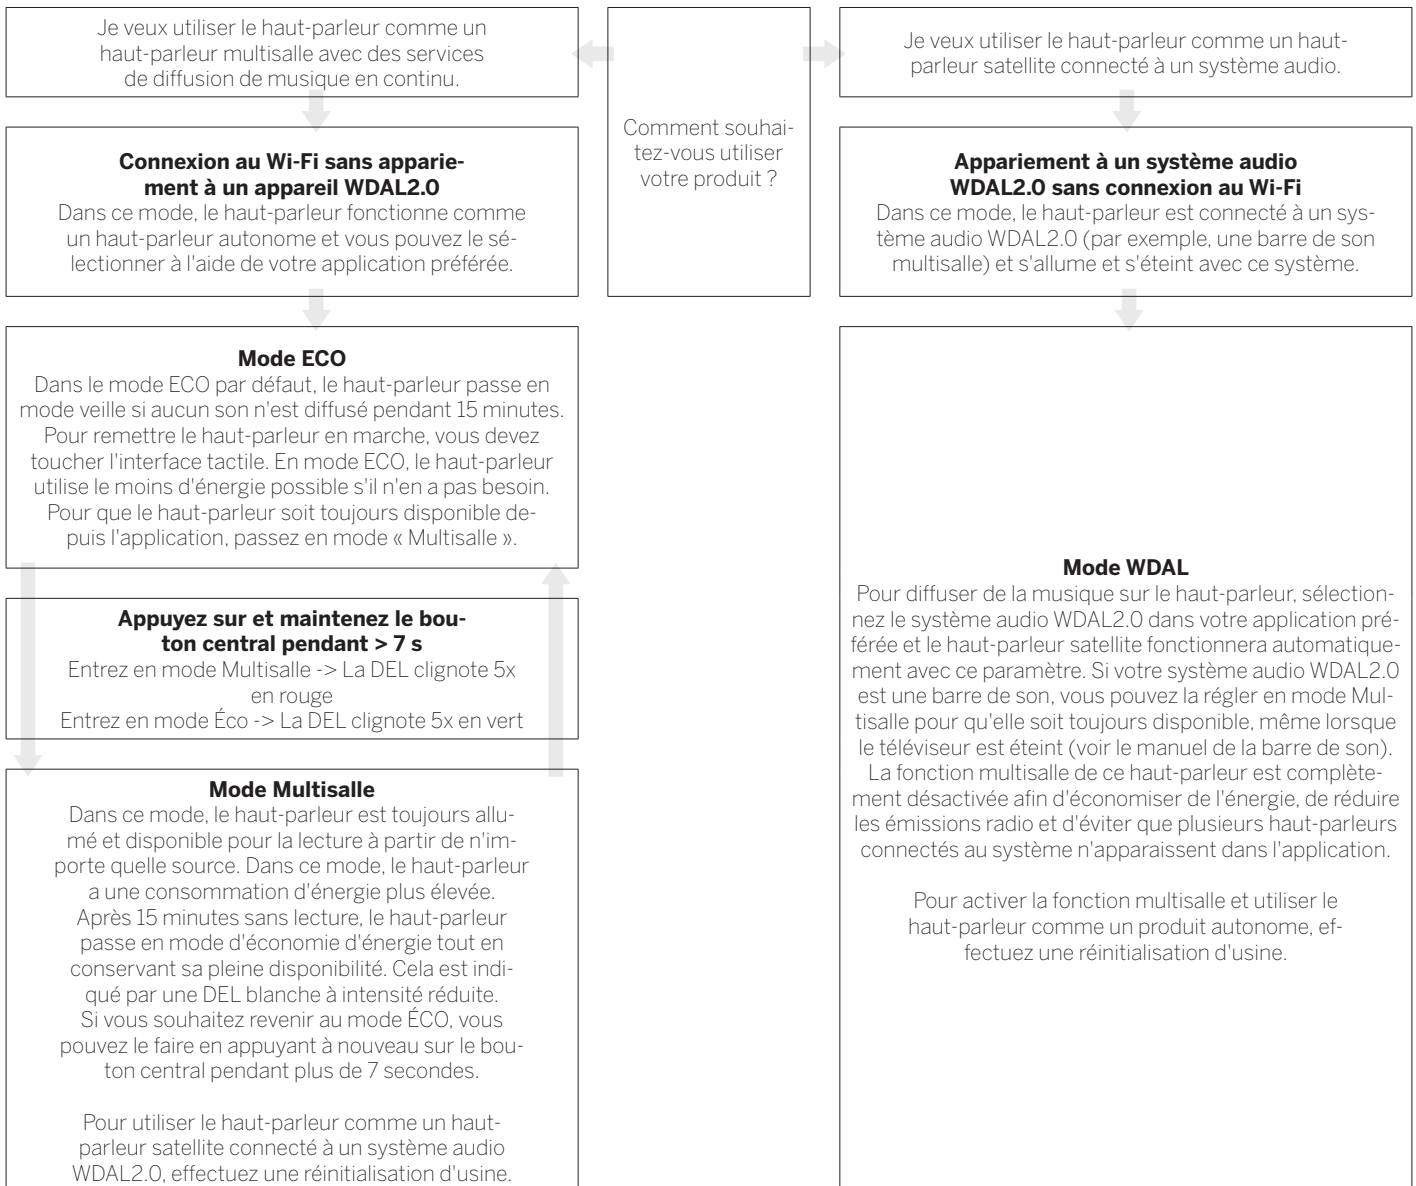 Comment souhai-
tez-vous utiliser
votre produit ?
Je veux utiliser le haut-parleur comme un
haut-parleur multisalle avec des services
de diffusion de musique en continu.
Connexion au Wi-Fi sans apparie-
ment à un appareil WDAL2.0
Dans ce mode, le haut-parleur fonctionne comme
un haut-parleur autonome et vous pouvez le sé-
lectionner à l'aide de votre application préférée.
Mode ECO
Dans le mode ECO par défaut, le haut-parleur passe en
mode veille si aucun son n'est diffusé pendant 15 minutes.
Pour remettre le haut-parleur en marche, vous devez
toucher l'interface tactile. En mode ECO, le haut-parleur
utilise le moins d'énergie possible s'il n'en a pas besoin.
Pour que le haut-parleur soit toujours disponible de-
puis l'application, passez en mode « Multisalle ».
Appuyez sur et maintenez le bou-
ton central pendant > 7 s
Entrez en mode Multisalle -> La DEL clignote 5x
en rouge
Entrez en mode Éco -> La DEL clignote 5x en vert
Mode Multisalle
Dans ce mode, le haut-parleur est toujours allu-
mé et disponible pour la lecture à partir de n'im-
porte quelle source. Dans ce mode, le haut-parleur
a une consommation d'énergie plus élevée.
Après 15 minutes sans lecture, le haut-parleur
passe en mode d'économie d'énergie tout en
conservant sa pleine disponibilité. Cela est indi-
qué par une DEL blanche à intensité réduite.
Si vous souhaitez revenir au mode ÉCO, vous
pouvez le faire en appuyant à nouveau sur le bou-
ton central pendant plus de 7 secondes.
Pour utiliser le haut-parleur comme un haut-
parleur satellite connecté à un système audio
WDAL2.0, effectuez une réinitialisation d'usine.
Je veux utiliser le haut-parleur comme un haut-
parleur satellite connecté à un système audio.
Appariement à un système audio
WDAL2.0 sans connexion au Wi-Fi
Dans ce mode, le haut-parleur est connecté à un sys-
tème audio WDAL2.0 (par exemple, une barre de son
multisalle) et s'allume et s'éteint avec ce système.
Mode WDAL
Pour diffuser de la musique sur le haut-parleur, sélection-
nez le système audio WDAL2.0 dans votre application pré-
férée et le haut-parleur satellite fonctionnera automatique-
ment avec ce paramètre. Si votre système audio WDAL2.0
est une barre de son, vous pouvez la régler en mode Mul-
tisalle pour qu'elle soit toujours disponible, même lorsque
le téléviseur est éteint (voir le manuel de la barre de son).
La fonction multisalle de ce haut-parleur est complète-
ment désactivée afin d'économiser de l'énergie, de réduire
les émissions radio et d'éviter que plusieurs haut-parleurs
connectés au système n'apparaissent dans l'application.
Pour activer la fonction multisalle et utiliser le
haut-parleur comme un produit autonome, ef-
fectuez une réinitialisation d'usine.